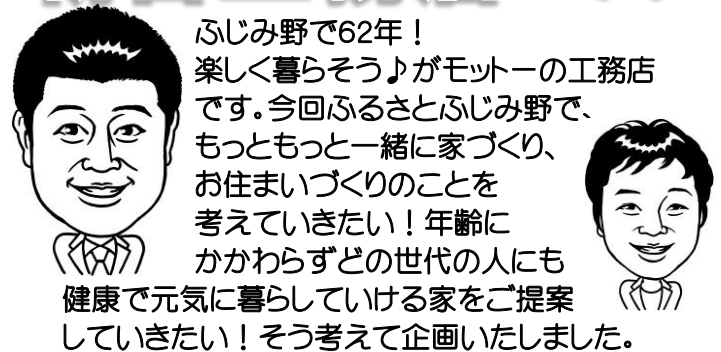 ふじみ野で62年！
楽しく暮らそう♪がモットーの工務店
です。今回ふるさとふじみ野で、
もっともっと一緒に家づくり、
お住まいづくりのことを
考えていきたい！年齢に
かかわらずどの世代の人にも
健康で元気に暮らしていける家をご提案
していきたい！そう考えて企画いたしました。